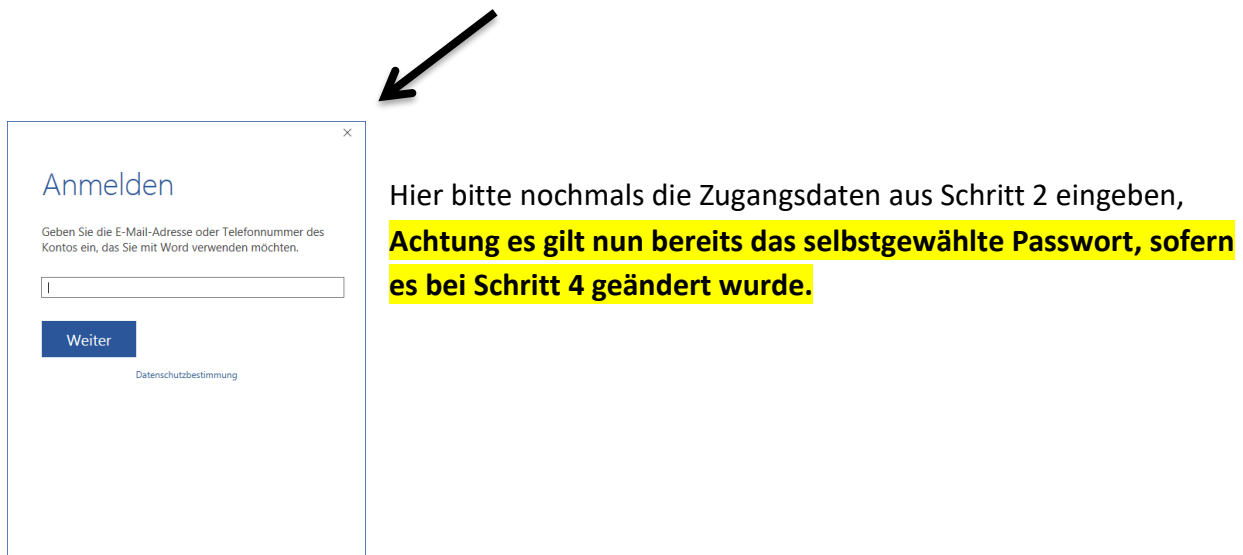 Anmelden
Geben Sie die E-Mail-Adresse oder Telefonnummer des
Kontos ein, das Sie mit Word verwenden möchten.
Weiter
Datenschutzbestimmung
Hier bitte nochmals die Zugangsdaten aus Schritt 2 eingeben,
Achtung es gilt nun bereits das selbstgewählte Passwort, sofern
es bei Schritt 4 geändert wurde.